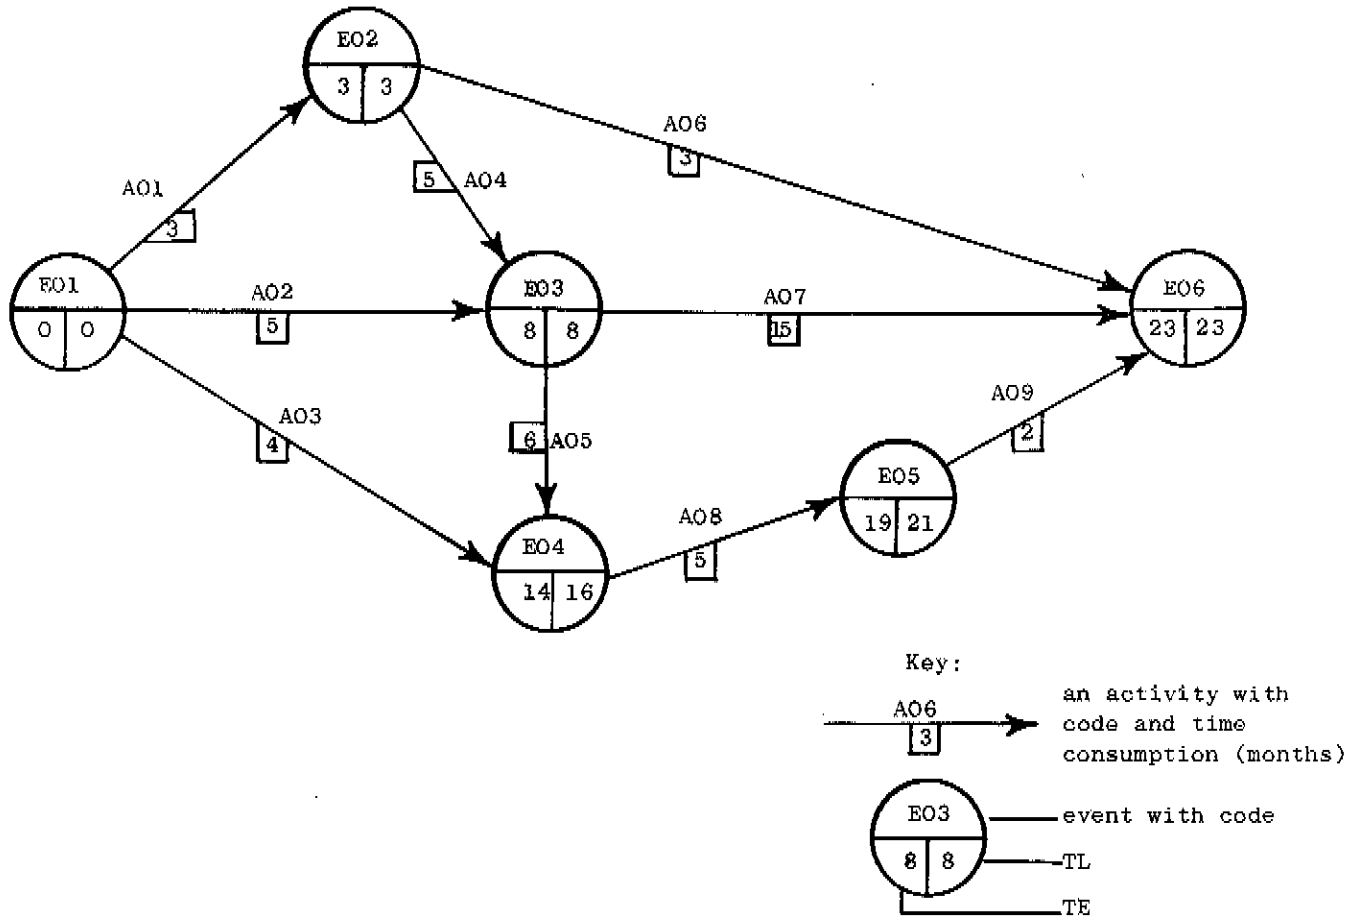 E02
3 3
A06
3
5 A04
A01
3
E01
0 0
A02
5
E03
8 8
A07
15
E06
23 23
A03
4
6 A05
A09
2
E05
19 21
A08
5
E04
14 16
Key:
A06
3
an activity with
code and time
consumption (months)
E03
8 8
event with code
TL
TE